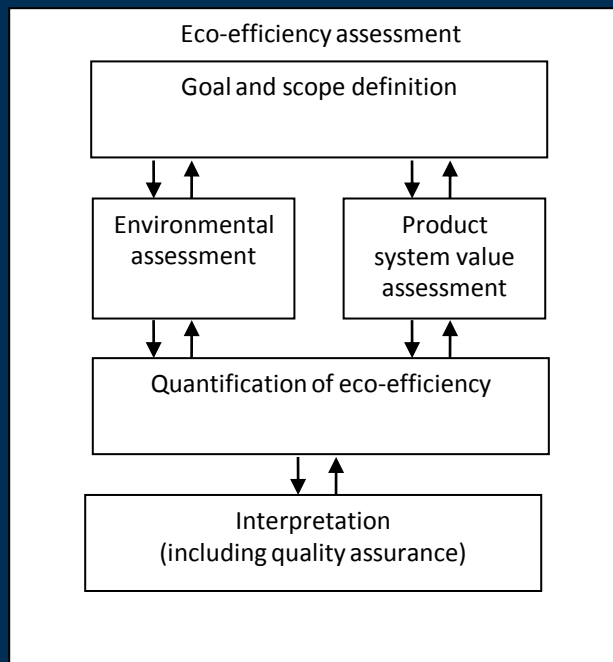 Eco-efficiency assessment
Goal and scope definition
Environmental
assessment
Product
system value
assessment
Quantification of eco-efficiency
Interpretation
(including quality assurance)